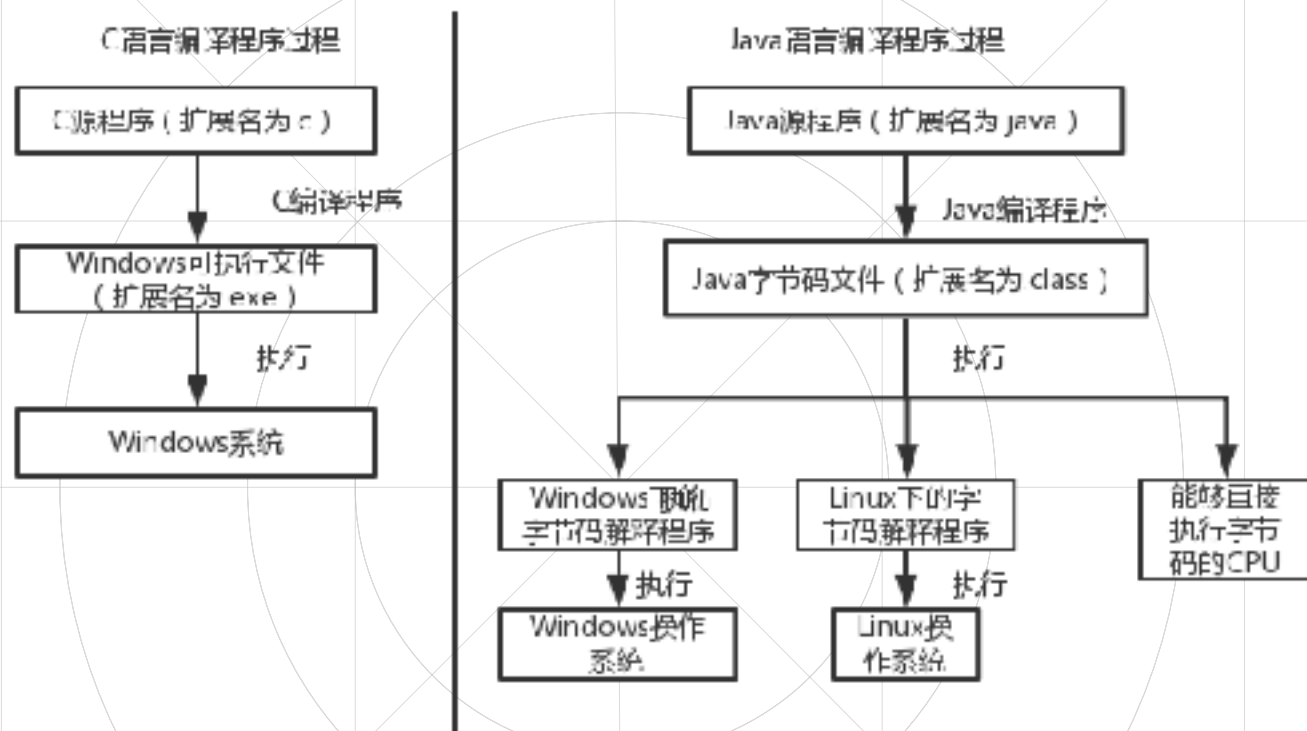 C语言编译程序过程
C源程序（扩展名为 c ）
C编译程序
Windows可执行文件
（扩展名为 exe ）
执行
Windows系统
Java语言编译程序过程
Java源程序（扩展名为 java ）
Java编译程序
Java字节码文件（扩展名为 class ）
执行
Windows下
字节码解释程序
执行
Windows操作
系统
Linux下的字
节码解释程序
执行
Linux操
作系统
能够直接
执行字节
码的CPU